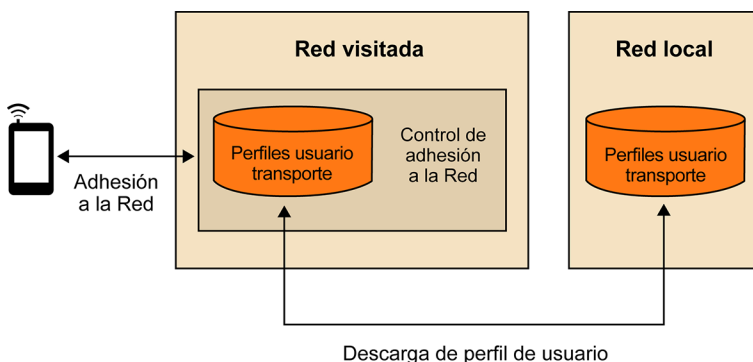 Red visitada
Red local
Perfiles usuario
transporte
Control de
adhesión
a la Red
Perfiles usuario
transporte
Adhesión
a la Red
Descarga de perfil de usuario